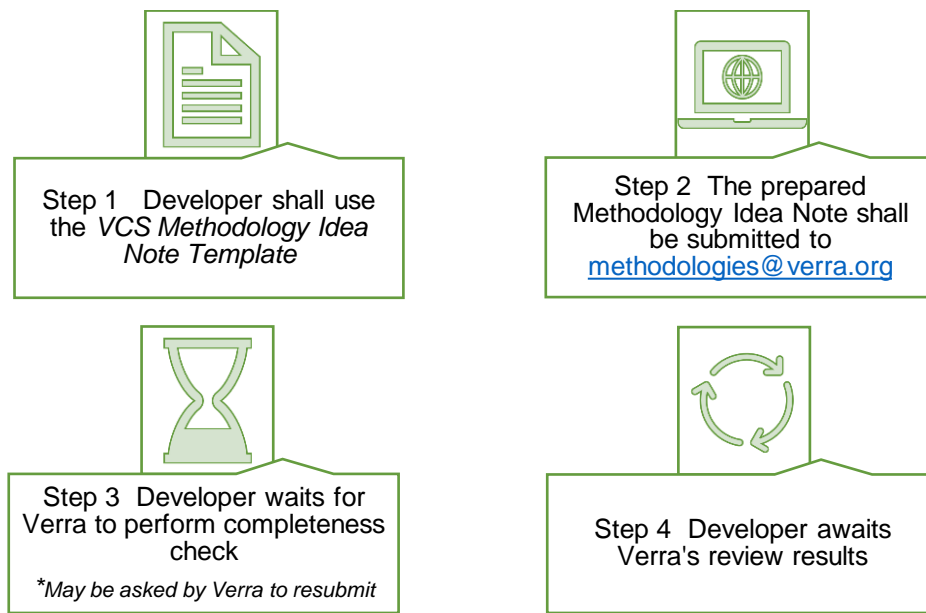 Step 1 Developer shall use
the VCS Methodology Idea
Note Template
Step 2 The prepared
Methodology Idea Note shall
be submitted to
methodologies@verra.org
Step 3 Developer waits for
Verra to perform completeness
check
*May be asked by Verra to resubmit
Step 4 Developer awaits
Verra's review results